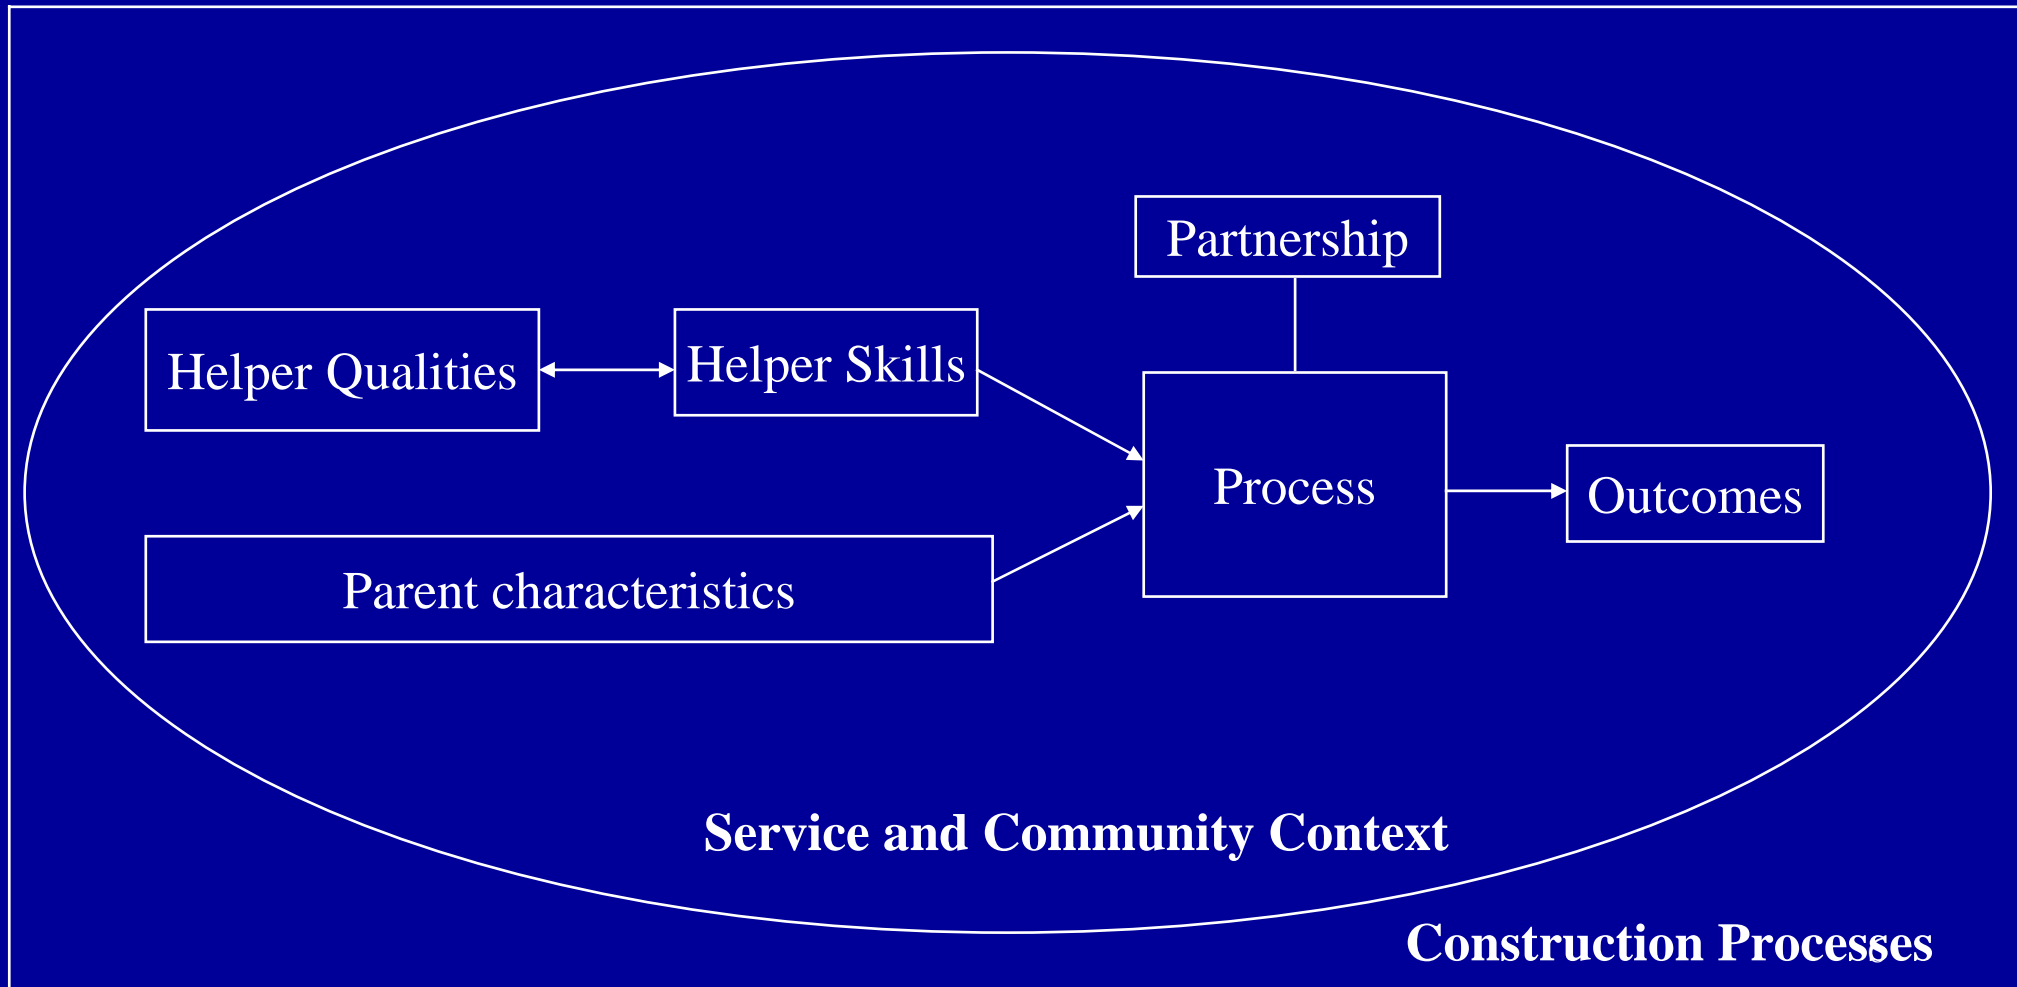 Partnership
Helper Qualities
Helper Skills
Process
Outcomes
Parent characteristics
Service and Community Context
Construction Processes